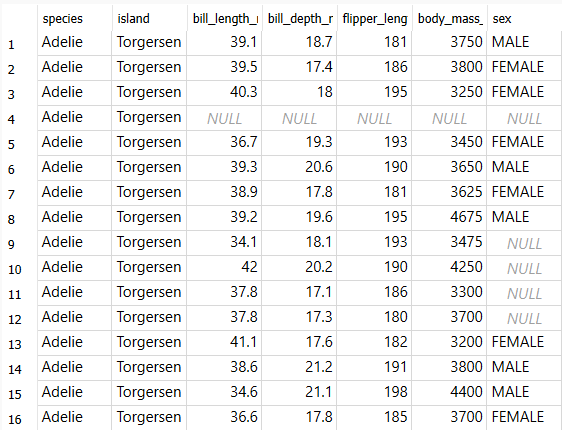 species island bill_length_r bill_depth_r flipper_leng body_mass_ sex
1 Adelie Torgersen 39.1 18.7 181 3750 MALE
2 Adelie Torgersen 39.5 17.4 186 3800 FEMALE
3 Adelie Torgersen 40.3 18 195 3250 FEMALE
4 Adelie Torgersen NULL NULL NULL NULL NULL
5 Adelie Torgersen 36.7 19.3 193 3450 FEMALE
6 Adelie Torgersen 39.3 20.6 190 3650 MALE
7 Adelie Torgersen 38.9 17.8 181 3625 FEMALE
8 Adelie Torgersen 39.2 19.6 195 4675 MALE
9 Adelie Torgersen 34.1 18.1 193 3475 NULL
10 Adelie Torgersen 42 20.2 190 4250 NULL
11 Adelie Torgersen 37.8 17.1 186 3300 NULL
12 Adelie Torgersen 37.8 17.3 180 3700 NULL
13 Adelie Torgersen 41.1 17.6 182 3200 FEMALE
14 Adelie Torgersen 38.6 21.2 191 3800 MALE
15 Adelie Torgersen 34.6 21.1 198 4400 MALE
16 Adelie Torgersen 36.6 17.8 185 3700 FEMALE